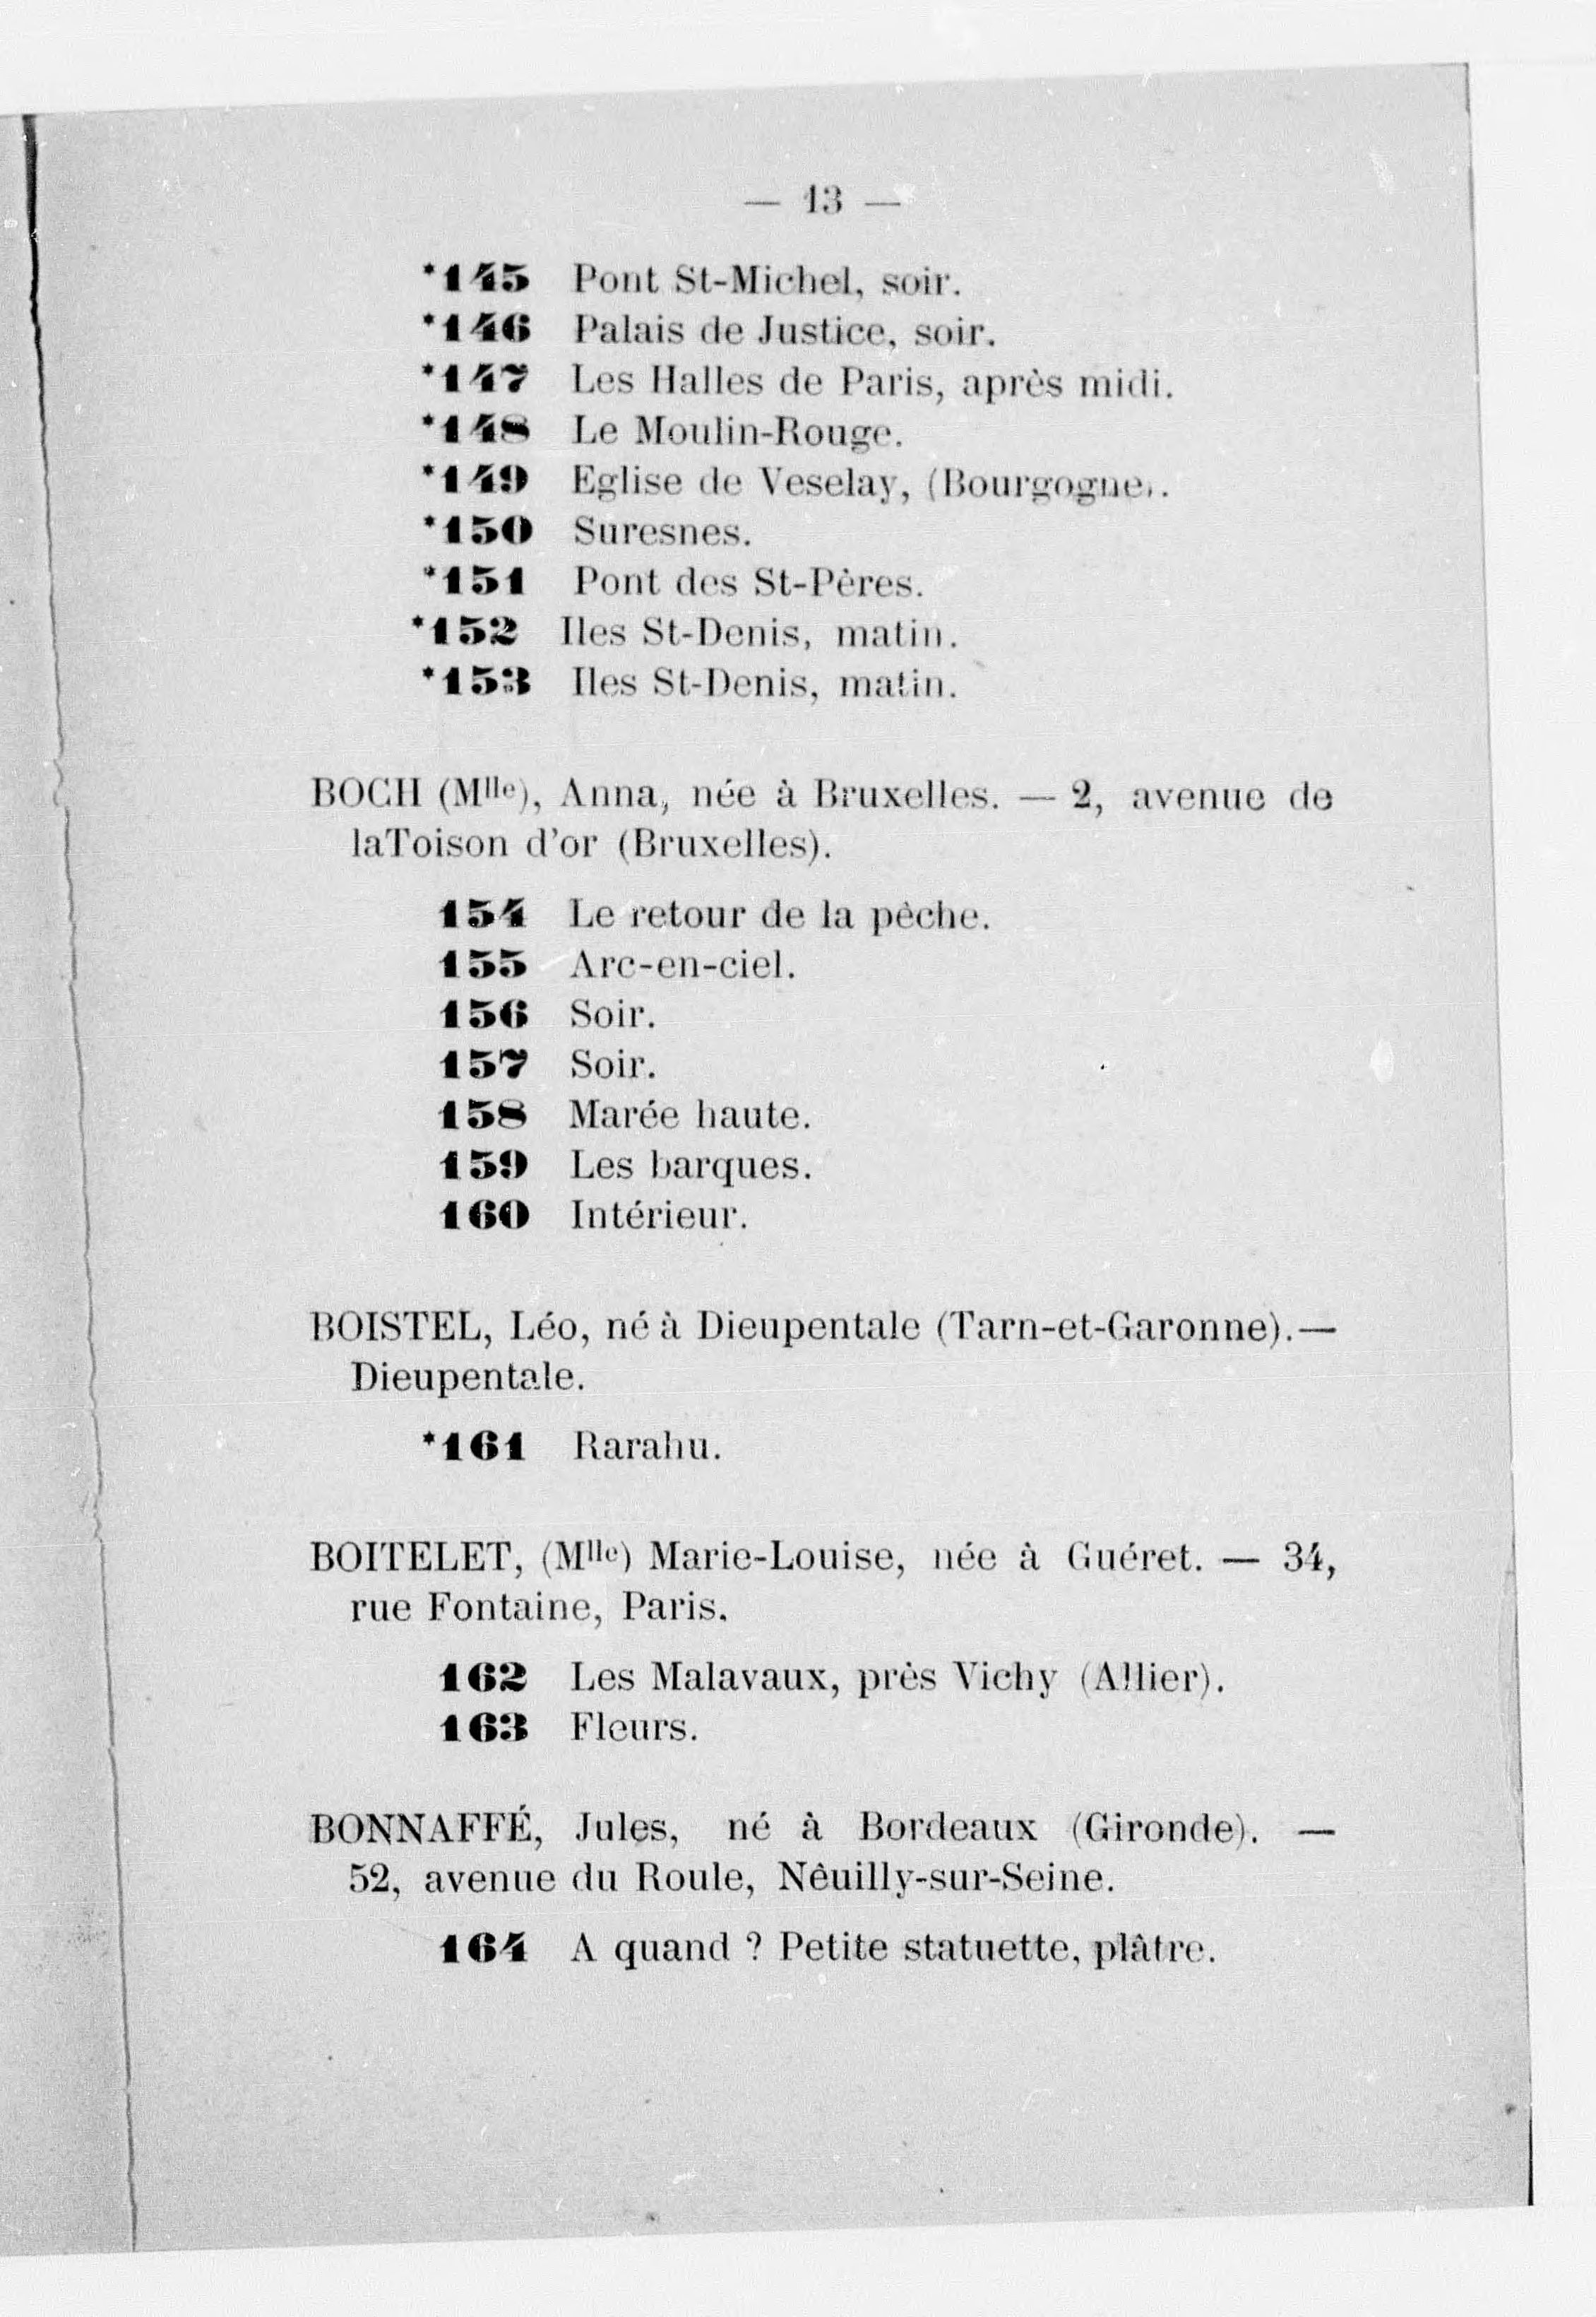 — 13 —
*145 Pont St-Michel, soir.
*146 Palais de Justice, soir.
*147 Les Halles de Paris, après midi.
*148 Le Moulin-Rouge.
*149 Eglise de Veselay, (Bourgogne).
*150 Suresnes.
*151 Pont des St-Pères.
*152 Iles St-Denis, matin.
*153 Iles St-Denis, matin.
BOCH (Mlle), Anna, née à Bruxelles. — 2, avenue de
laToison d'or (Bruxelles).
154 Le retour de la pêche.
155 Arc-en-ciel.
156 Soir.
157 Soir.
158 Marée haute.
159 Les barques.
160 Intérieur.
BOISTEL, Léo, né à Dieupentale (Tarn-et-Garonne).—
Dieupentale.
*161 Rarahu.
BOITELET, (Mlle) Marie-Louise, née à Guéret. — 34,
rue Fontaine, Paris.
162 Les Malavaux, près Vichy (Allier).
163 Fleurs.
BONNAFFÉ, Jules, né à Bordeaux (Gironde). —
52, avenue du Roule, Nêuilly-sur-Seine.
164 A quand ? Petite statuette, plâtre.